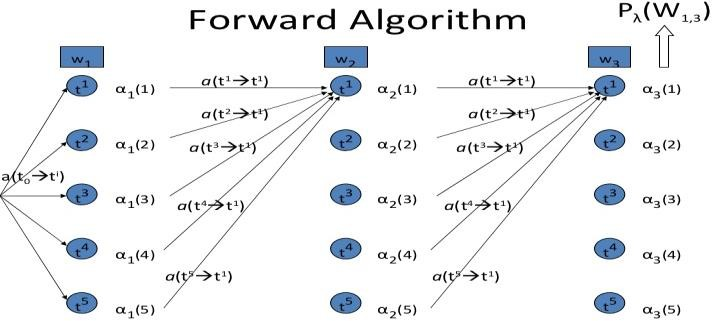 Forward Algorithm
Pλ(W1,3)
w1 w2 w3
t¹ α1(1) a(t¹→t¹) t¹ α2(1) a(t¹→t¹) t¹ α3(1)
a(t²→t¹) a(t²→t¹)
t² α1(2) t² α2(2) t² α3(2)
a(t³→t¹) a(t³→t¹)
a(t₀→tⁱ)
t³ α1(3) t³ α2(3) t³ α3(3)
a(t⁴→t¹) a(t⁴→t¹)
t⁴ α1(4) t⁴ α2(4) t⁴ α3(4)
a(t⁵→t¹) a(t⁵→t¹)
t⁵ α1(5) t⁵ α2(5) t⁵ α3(5)